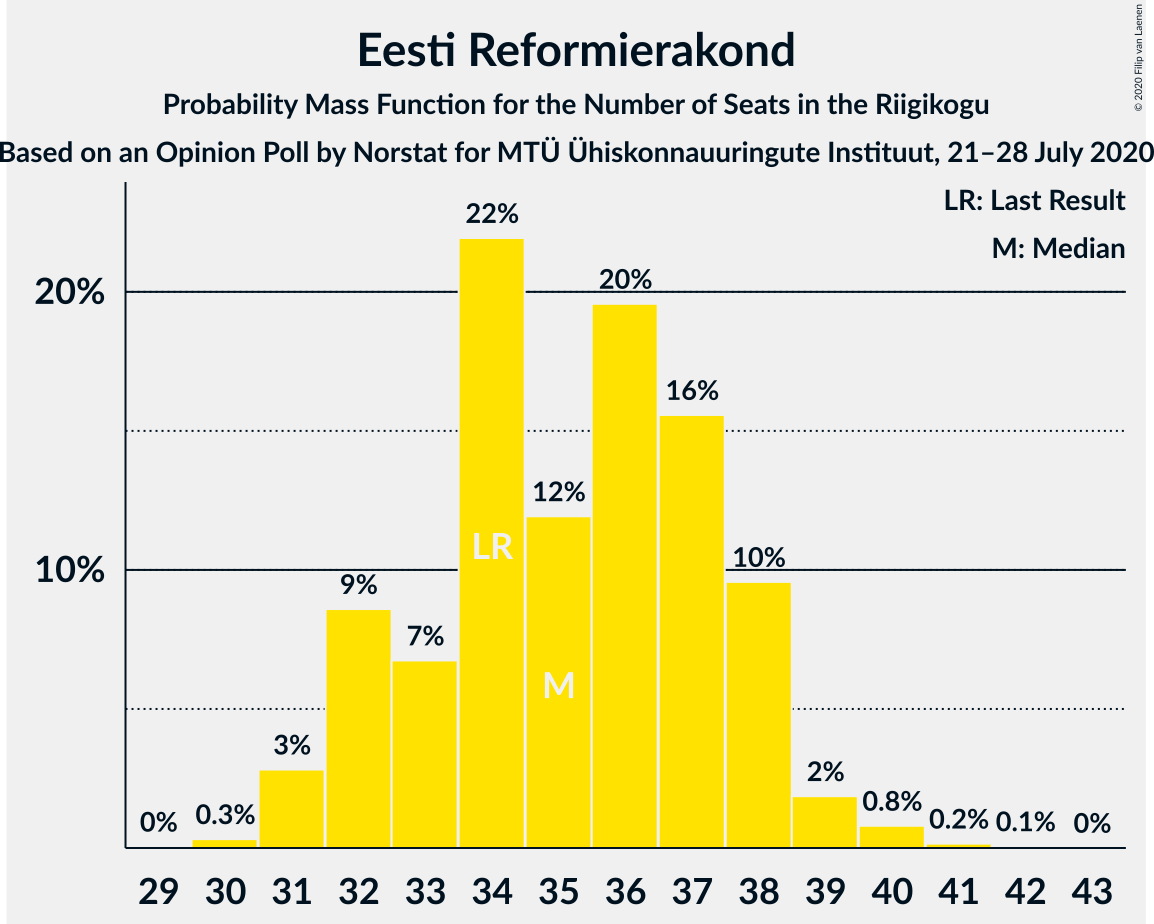 Eesti Reformierakond
Probability Mass Function for the Number of Seats in the Riigikogu
Based on an Opinion Poll by Norstat for MTÜ Ühiskonnauuringute Instituut, 21–28 July 2020
© 2020 Filip van Laenen
LR: Last Result
M: Median
20%
10%
0%
0.3%
3%
9%
7%
22%
12%
20%
16%
10%
2%
0.8%
0.2%
0.1%
0%
LR
M
29 30 31 32 33 34 35 36 37 38 39 40 41 42 43